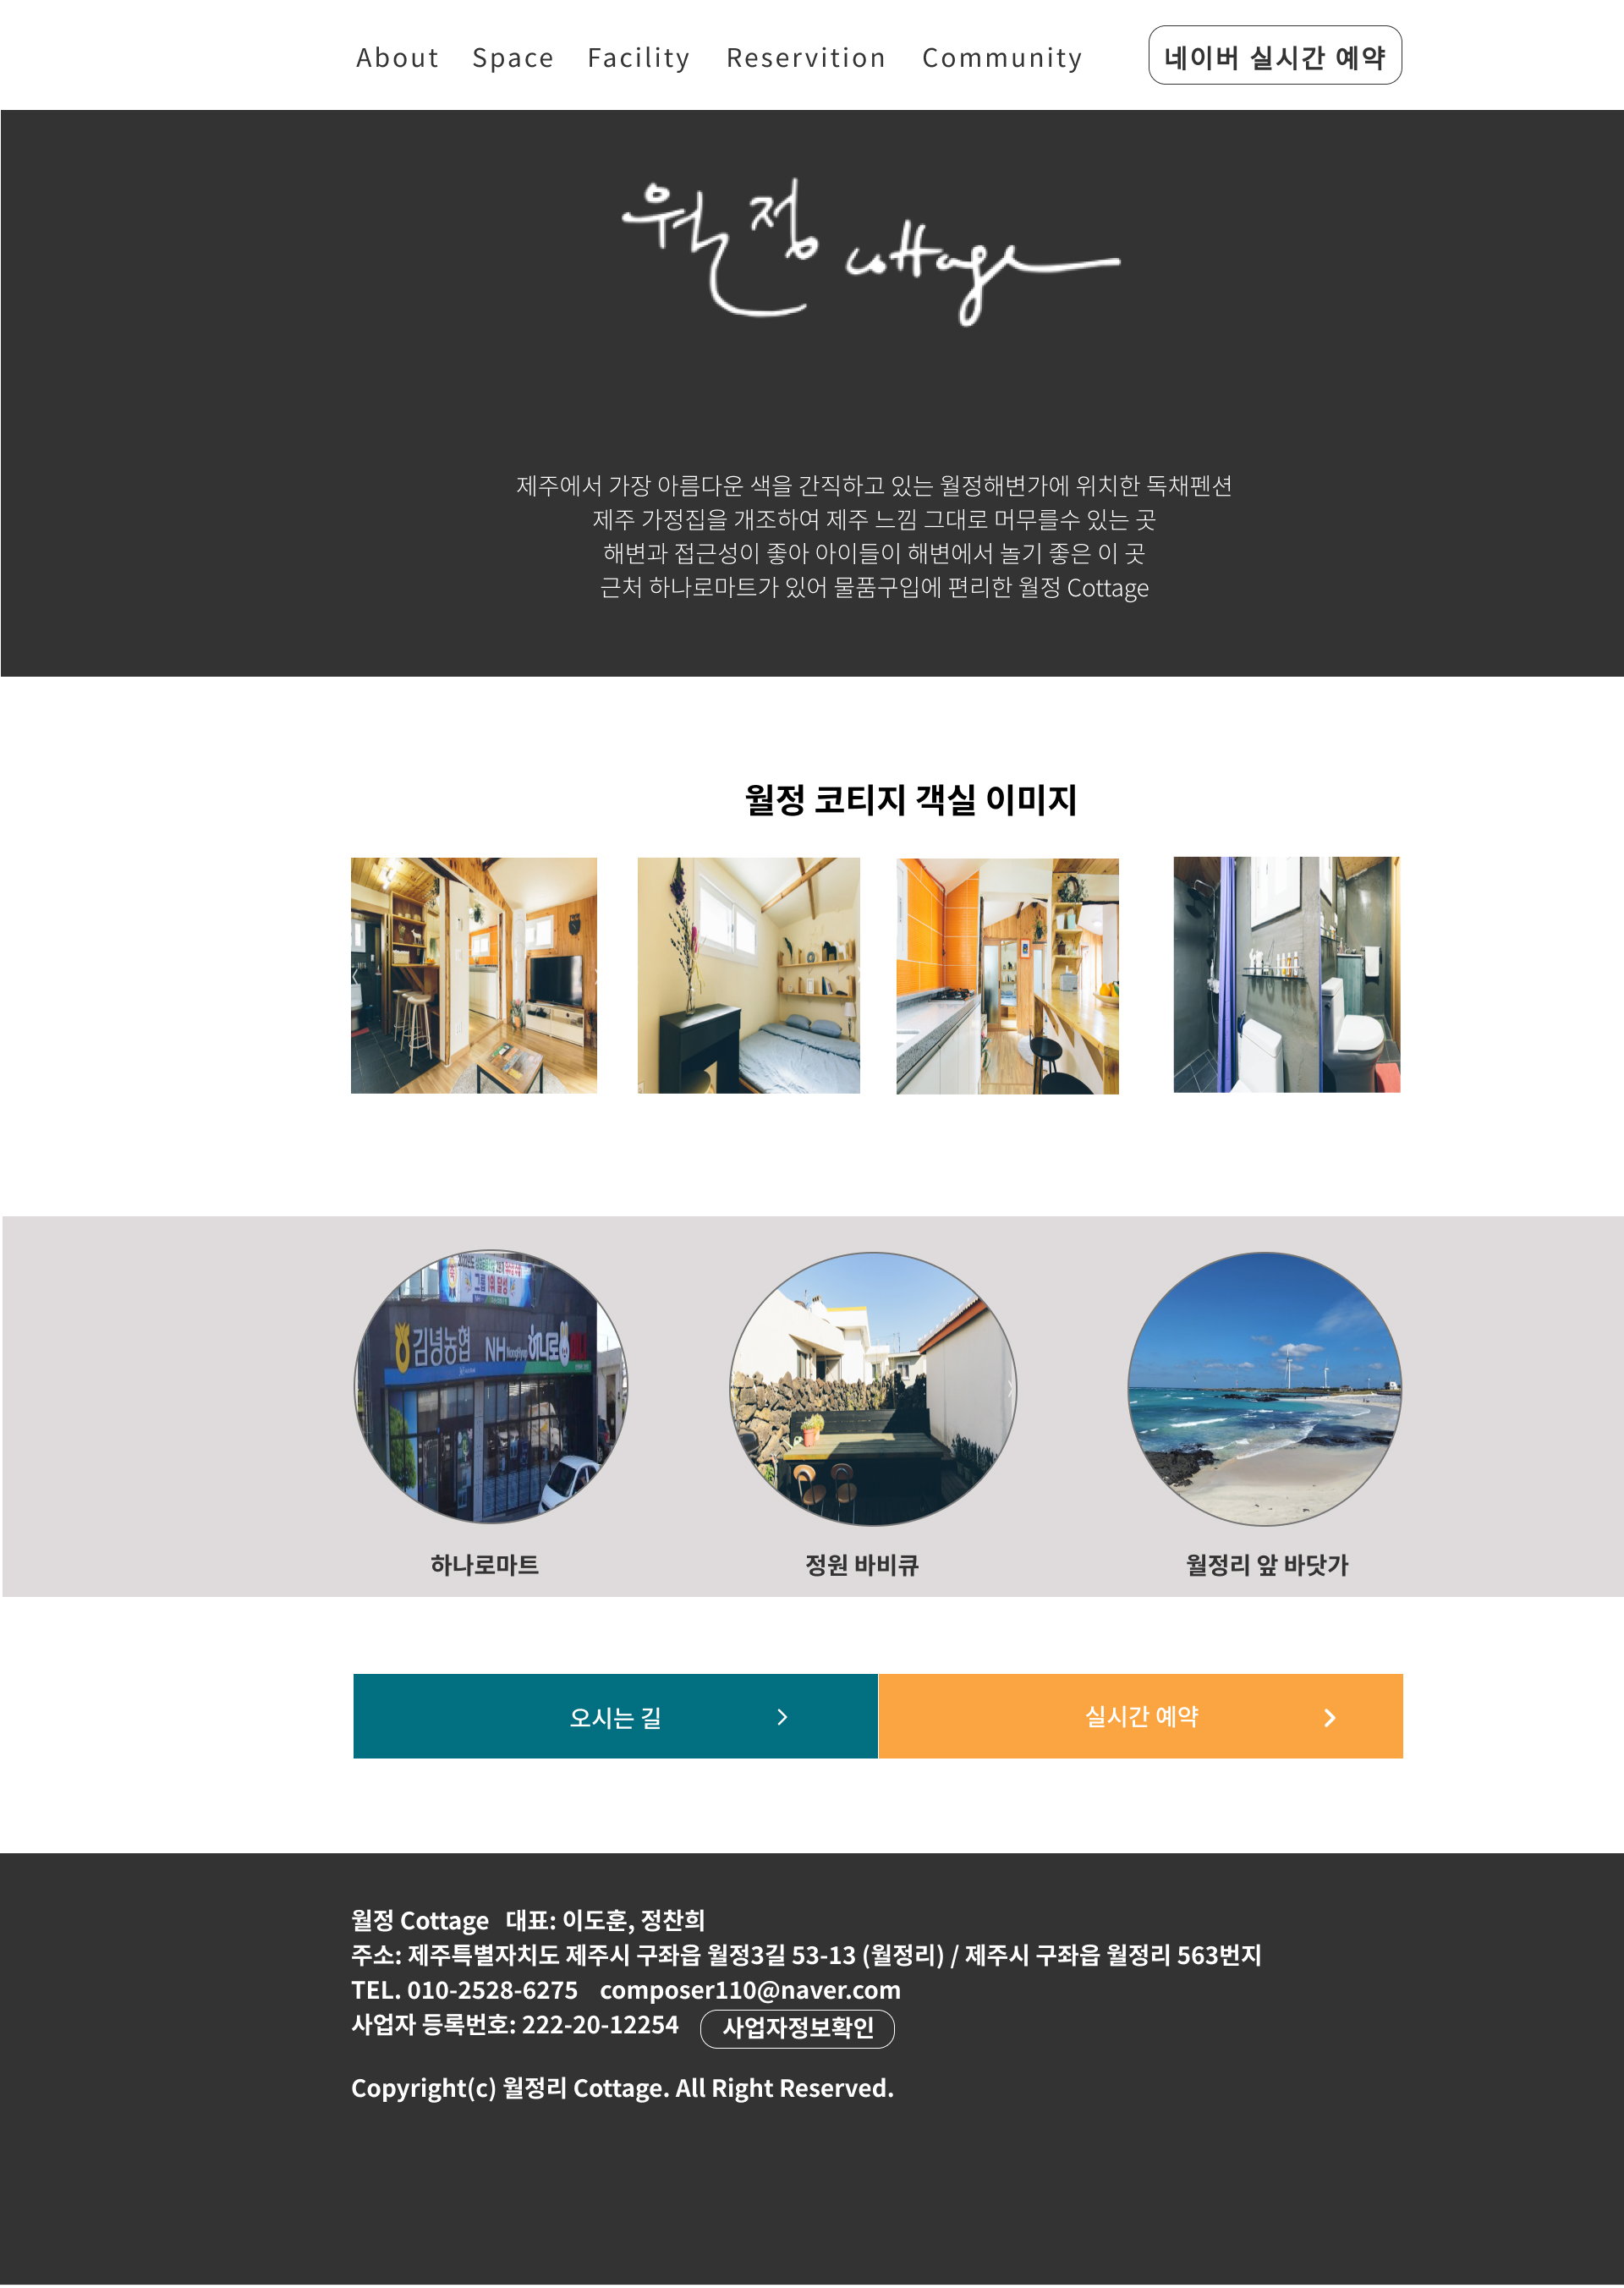 About Space Facility Reservition Community 네이버 실시간 예약
월정 cottage
제주에서 가장 아름다운 색을 간직하고 있는 월정해변가에 위치한 독채펜션
제주 가정집을 개조하여 제주 느낌 그대로 머무를수 있는 곳
해변과 접근성이 좋아 아이들이 해변에서 놀기 좋은 이 곳
근처 하나로마트가 있어 물품구입에 편리한 월정 Cottage
월정 코티지 객실 이미지
그룹 1위 달성
김녕농협 NH NongHyup 하나로
하나로마트
정원 바비큐
월정리 앞 바닷가
오시는 길
실시간 예약
월정 Cottage 대표: 이도훈, 정찬희
주소: 제주특별자치도 제주시 구좌읍 월정3길 53-13 (월정리) / 제주시 구좌읍 월정리 563번지
TEL. 010-2528-6275 composer110@naver.com
사업자 등록번호: 222-20-12254 사업자정보확인
Copyright(c) 월정리 Cottage. All Right Reserved.